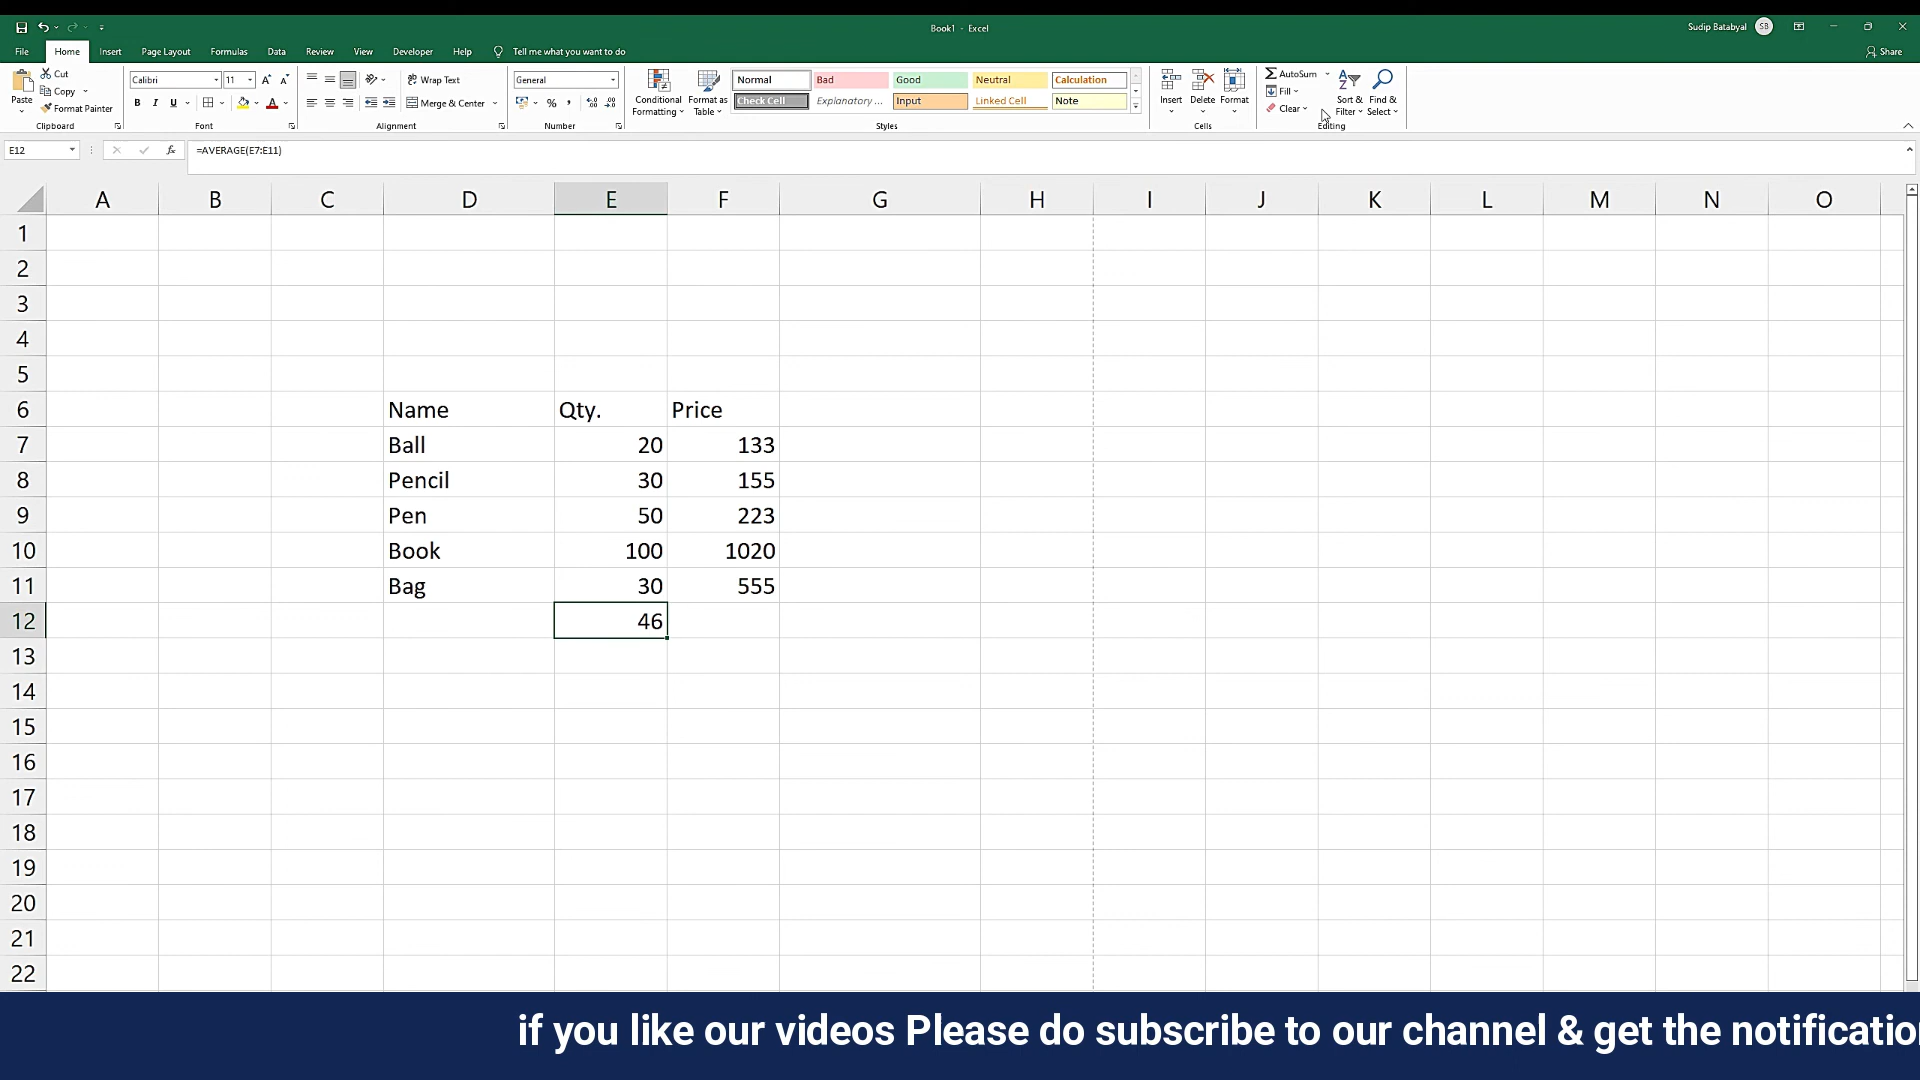 Book1 - Excel
Sudip Batabyal SB
File Home Insert Page Layout Formulas Data Review View Developer Help Tell me what you want to do
Share
Paste
Cut
Copy
Format Painter
Clipboard
Calibri 11
B I U
Font
Wrap Text
Merge & Center
Alignment
General
Number
Conditional Formatting
Format as Table
Normal Bad Good Neutral Calculation
Check Cell Explanatory ... Input Linked Cell Note
Styles
Insert Delete Format
Cells
AutoSum
Fill
Clear
Sort & Filter
Find & Select
Editing
E12 fx =AVERAGE(E7:E11)
A B C D E F G H I J K L M N O
1
2
3
4
5
6 Name Qty. Price
7 Ball 20 133
8 Pencil 30 155
9 Pen 50 223
10 Book 100 1020
11 Bag 30 555
12 46
13
14
15
16
17
18
19
20
21
22
if you like our videos Please do subscribe to our channel & get the notificatio